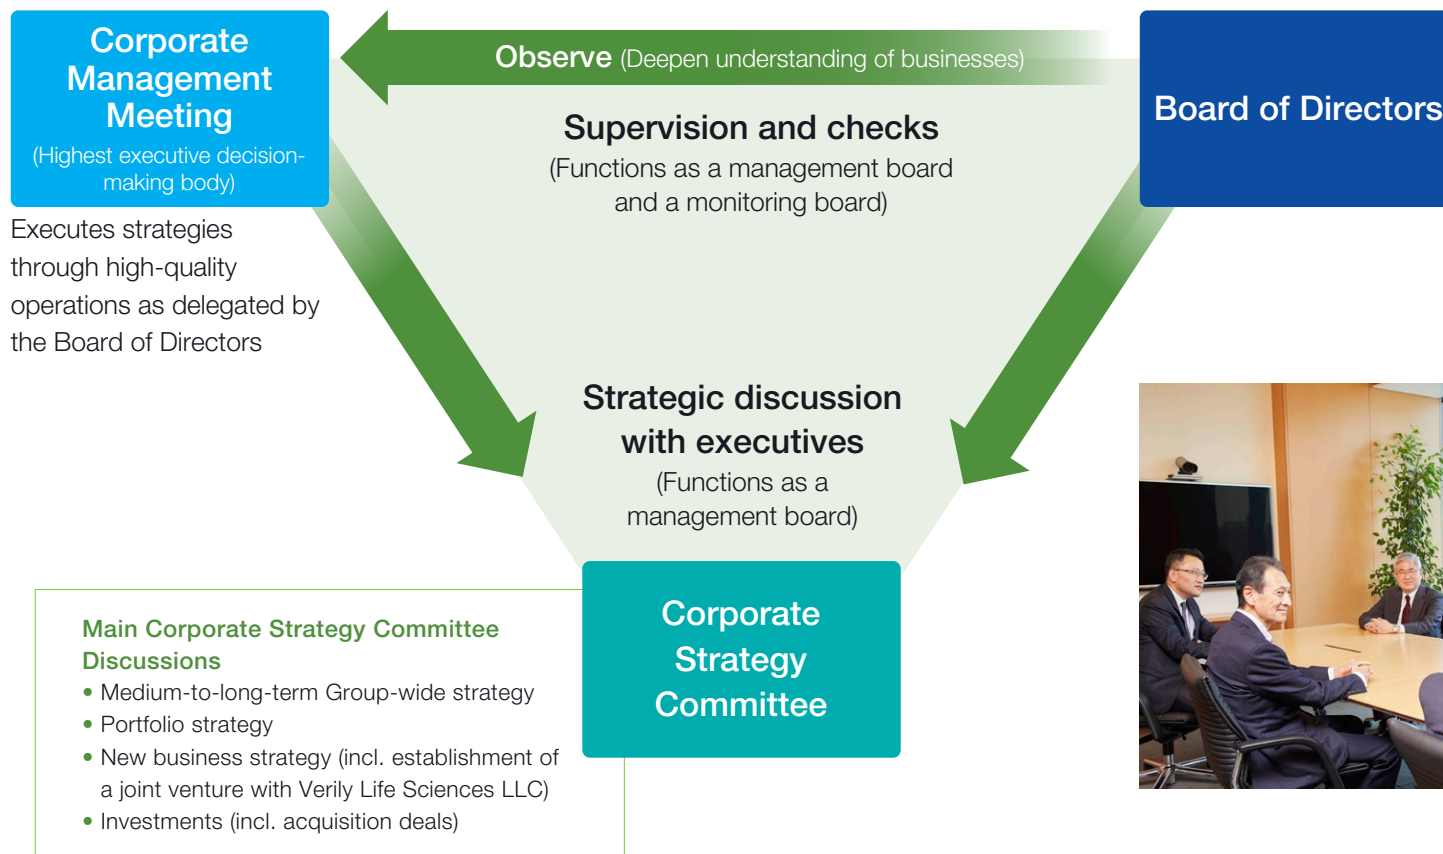 Corporate
Management
Meeting
(Highest executive decision-
making body)
Executes strategies
through high-quality
operations as delegated by
the Board of Directors
Observe (Deepen understanding of businesses)
Supervision and checks
(Functions as a management board
and a monitoring board)
Board of Directors
Strategic discussion
with executives
(Functions as a
management board)
Corporate
Strategy
Committee
Main Corporate Strategy Committee
Discussions
• Medium-to-long-term Group-wide strategy
• Portfolio strategy
• New business strategy (incl. establishment of
a joint venture with Verily Life Sciences LLC)
• Investments (incl. acquisition deals)